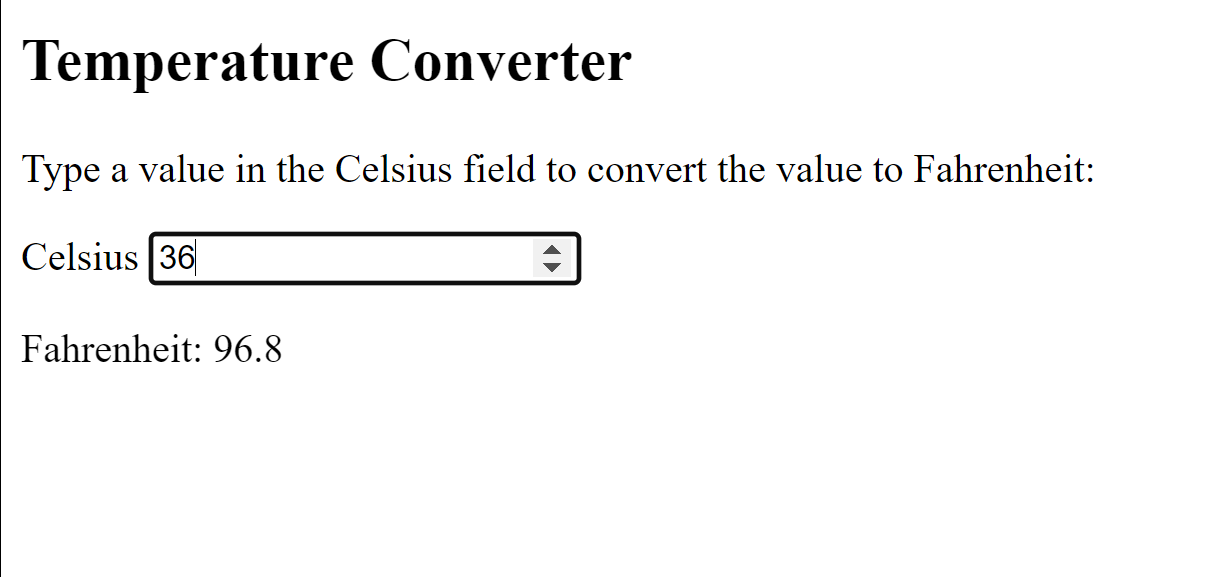 Temperature Converter
Type a value in the Celsius field to convert the value to Fahrenheit:
Celsius 36
Fahrenheit: 96.8